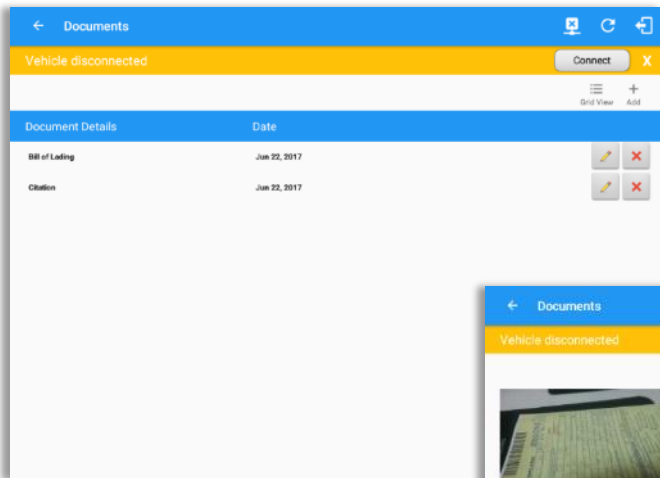 Documents
Vehicle disconnected
Connect
X
Grid View
Add
Document Details
Date
Bill of Lading
Jun 22, 2017
Citation
Jun 22, 2017
Documents
Vehicle disconnected